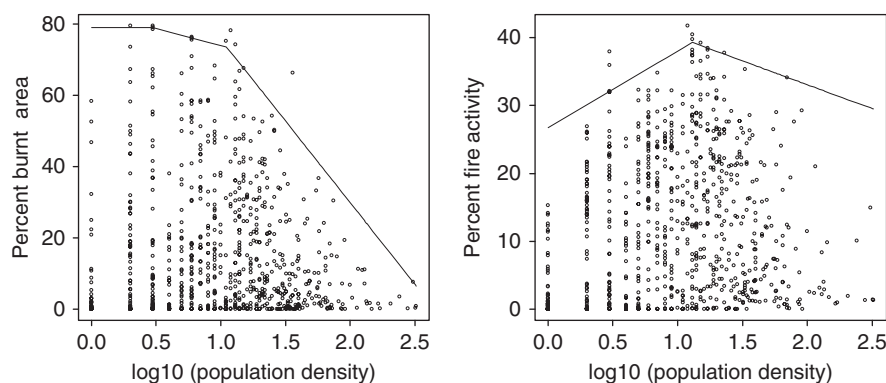 80
60
40
20
0
Percent burnt area
0.0 0.5 1.0 1.5 2.0 2.5
log10 (population density)
40
30
20
10
0
Percent fire activity
0.0 0.5 1.0 1.5 2.0 2.5
log10 (population density)